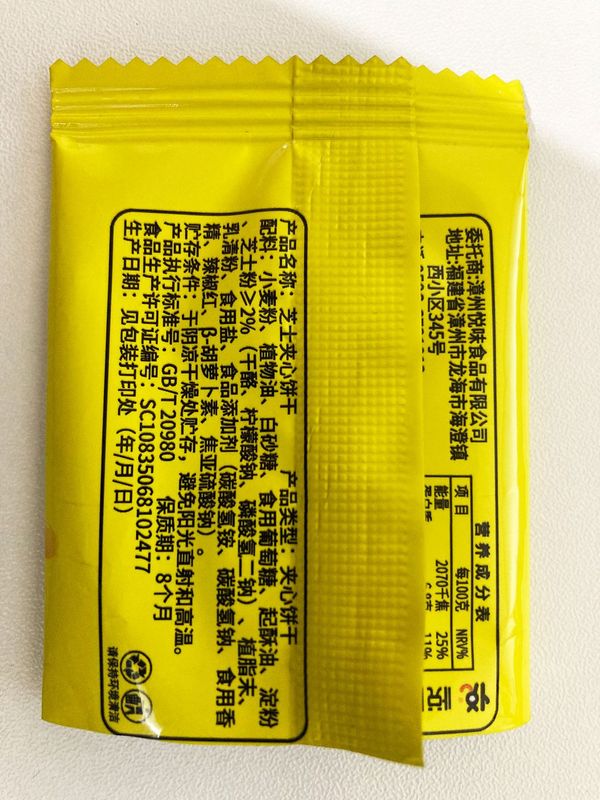 产品名称：芝士夹心饼干 产品类型：夹心饼干
配料：小麦粉、植物油、白砂糖、食用葡萄糖、起酥油、淀粉
、芝士粉≥2%（干酪、柠檬酸钠、磷酸氢二钠）、植脂末、
乳清粉、食用盐、食品添加剂（碳酸氢铵、碳酸氢钠、食用香
精、辣椒红、β-胡萝卜素、焦亚硫酸钠）。
贮存条件：于阴凉干燥处贮存，避免阳光直射和高温。
产品执行标准号：GB/T 20980 保质期：8个月
食品生产许可证编号：SC10835068102477
生产日期：见包装打印处（年/月/日）
请保持环境清洁
委托商:漳州悦味食品有限公司
地址:福建省漳州市龙海市海澄镇
西小区345号
营养成分表
项目 每100克 NRV%
能量 2070千焦 25%